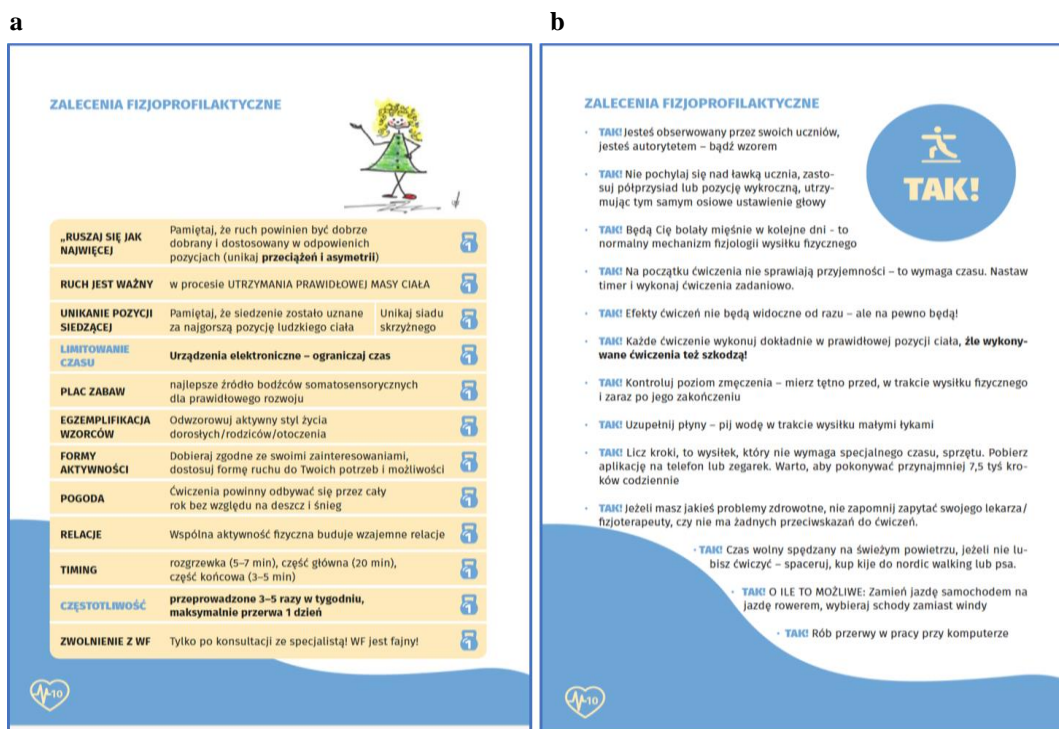 a
ZALECENIA FIZJOPROFILAKTYCZNE
„RUSZAJ SIĘ JAK
NAJWIĘCEJ
Pamiętaj, że ruch powinien być dobrze
dobrany i dostosowany w odpowienich
pozycjach (unikaj przeciążeń i asymetrii)
1
RUCH JEST WAŻNY
w procesie UTRZYMANIA PRAWIDŁOWEJ MASY CIAŁA
1
UNIKANIE POZYCJI
SIEDZĄCEJ
Pamiętaj, że siedzenie zostało uznane
za najgorszą pozycję ludzkiego ciała
Unikaj siadu
skrzyżnego
1
LIMITOWANIE
CZASU
Urządzenia elektroniczne – ograniczaj czas
1
PLAC ZABAW
najlepsze źródło bodźców somatosensorycznych
dla prawidłowego rozwoju
1
EGZEMPLIFIKACJA
WZORCÓW
Odwzorowuj aktywny styl życia
dorosłych/rodziców/otoczenia
1
FORMY
AKTYWNOŚCI
Dobieraj zgodne ze swoimi zainteresowaniami,
dostosuj formę ruchu do Twoich potrzeb i możliwości
1
POGODA
Ćwiczenia powinny odbywać się przez cały
rok bez względu na deszcz i śnieg
1
RELACJE
Wspólna aktywność fizyczna buduje wzajemne relacje
1
TIMING
rozgrzewka (5–7 min), część główna (20 min),
część końcowa (3–5 min)
1
CZĘSTOTLIWOŚĆ
przeprowadzone 3–5 razy w tygodniu,
maksymalnie przerwa 1 dzień
1
ZWOLNIENIE Z WF
Tylko po konsultacji ze specjalistą! WF jest fajny!
1
10
b
ZALECENIA FIZJOPROFILAKTYCZNE
TAK!
• TAK! Jesteś obserwowany przez swoich uczniów,
jesteś autorytetem – bądź wzorem
• TAK! Nie pochylaj się nad ławką ucznia, zasto-
suj półprzysiad lub pozycję wykroczną, utrzy-
mując tym samym osiowe ustawienie głowy
• TAK! Będą Cię bolały mięśnie w kolejne dni - to
normalny mechanizm fizjologii wysiłku fizycznego
• TAK! Na początku ćwiczenia nie sprawiają przyjemności – to wymaga czasu. Nastaw
timer i wykonaj ćwiczenia zadaniowo.
• TAK! Efekty ćwiczeń nie będą widoczne od razu – ale na pewno będą!
• TAK! Każde ćwiczenie wykonuj dokładnie w prawidłowej pozycji ciała, źle wykony-
wane ćwiczenia też szkodzą!
• TAK! Kontroluj poziom zmęczenia – mierz tętno przed, w trakcie wysiłku fizycznego
i zaraz po jego zakończeniu
• TAK! Uzupełnij płyny – pij wodę w trakcie wysiłku małymi łykami
• TAK! Licz kroki, to wysiłek, który nie wymaga specjalnego czasu, sprzętu. Pobierz
aplikację na telefon lub zegarek. Warto, aby pokonywać przynajmniej 7,5 tyś kro-
ków codziennie
• TAK! Jeżeli masz jakieś problemy zdrowotne, nie zapomnij zapytać swojego lekarza/
fizjoterapeuty, czy nie ma żadnych przeciwskazań do ćwiczeń.
• TAK! Czas wolny spędzany na świeżym powietrzu, jeżeli nie lu-
bisz ćwiczyć – spaceruj, kup kije do nordic walking lub psa.
• TAK! O ILE TO MOŻLIWE: Zamień jazdę samochodem na
jazdę rowerem, wybieraj schody zamiast windy
• TAK! Rób przerwy w pracy przy komputerze
10